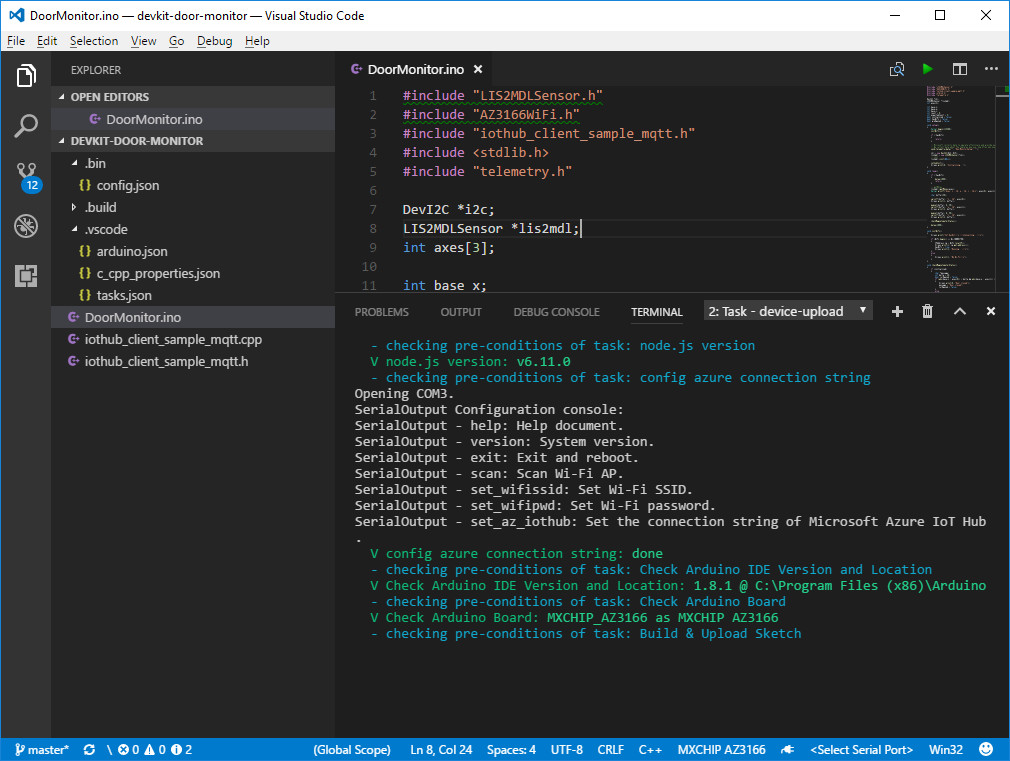 DoorMonitor.ino — devkit-door-monitor — Visual Studio Code
File Edit Selection View Go Debug Help
EXPLORER
OPEN EDITORS
DoorMonitor.ino
DEVKIT-DOOR-MONITOR
.bin
{} config.json
.build
.vscode
{} arduino.json
{} c_cpp_properties.json
{} tasks.json
DoorMonitor.ino
iothub_client_sample_mqtt.cpp
iothub_client_sample_mqtt.h
12
DoorMonitor.ino
1 #include "LIS2MDLSensor.h"
2 #include "AZ3166WiFi.h"
3 #include "iothub_client_sample_mqtt.h"
4 #include <stdlib.h>
5 #include "telemetry.h"
6
7 DevI2C *i2c;
8 LIS2MDLSensor *lis2mdl;
9 int axes[3];
10
11 int base x;
PROBLEMS OUTPUT DEBUG CONSOLE TERMINAL 2: Task - device-upload
- checking pre-conditions of task: node.js version
V node.js version: v6.11.0
- checking pre-conditions of task: config azure connection string
Opening COM3.
SerialOutput Configuration console:
SerialOutput - help: Help document.
SerialOutput - version: System version.
SerialOutput - exit: Exit and reboot.
SerialOutput - scan: Scan Wi-Fi AP.
SerialOutput - set_wifissid: Set Wi-Fi SSID.
SerialOutput - set_wifipwd: Set Wi-Fi password.
SerialOutput - set_az_iothub: Set the connection string of Microsoft Azure IoT Hub
.
V config azure connection string: done
- checking pre-conditions of task: Check Arduino IDE Version and Location
V Check Arduino IDE Version and Location: 1.8.1 @ C:\Program Files (x86)\Arduino
- checking pre-conditions of task: Check Arduino Board
V Check Arduino Board: MXCHIP_AZ3166 as MXCHIP AZ3166
- checking pre-conditions of task: Build & Upload Sketch
master* \ 0 0 2 (Global Scope) Ln 8, Col 24 Spaces: 4 UTF-8 CRLF C++ MXCHIP AZ3166 <Select Serial Port> Win32